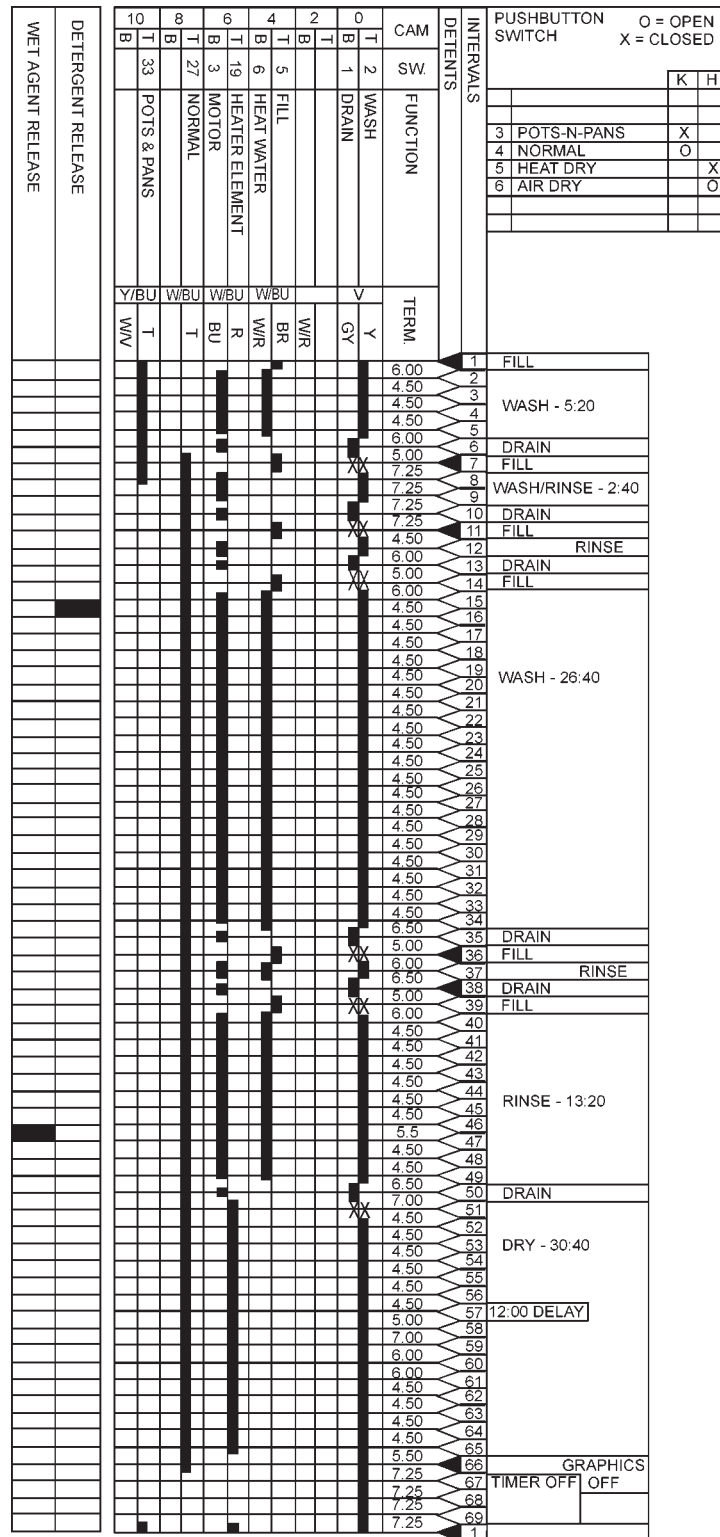 PUSHBUTTON SWITCH
O = OPEN
X = CLOSED
K H
3 POTS-N-PANS X
4 NORMAL O
5 HEAT DRY X
6 AIR DRY O
WET AGENT RELEASE
DETERGENT RELEASE
10 8 6 4 2 0 CAM
B T B T B T B T B T B T
33 27 3 19 6 5 1 2 SW.
POTS & PANS
NORMAL
MOTOR
HEATER ELEMENT
HEAT WATER
FILL
DRAIN
WASH
FUNCTION
DETENTS
INTERVALS
Y/BU W/BU W/BU W/BU V
W/V T T BU R W/R BR W/R GY Y TERM.
1 FILL
6.00
2
4.50
3
4.50
WASH - 5:20
4
4.50
5
6.00
6 DRAIN
5.00
X X 7 FILL
7.25
8
7.25
WASH/RINSE - 2:40
9
7.25
10 DRAIN
7.25
X X 11 FILL
4.50
12 RINSE
6.00
13 DRAIN
5.00
X X 14 FILL
6.00
15
4.50
16
4.50
17
4.50
18
4.50
19
WASH - 26:40
4.50
20
4.50
21
4.50
22
4.50
23
4.50
24
4.50
25
4.50
26
4.50
27
4.50
28
4.50
29
4.50
30
4.50
31
4.50
32
4.50
33
4.50
34
6.50
35 DRAIN
5.00
X X 36 FILL
6.00
37 RINSE
6.50
38 DRAIN
5.00
X X 39 FILL
6.00
40
4.50
41
4.50
42
4.50
43
4.50
44
4.50
RINSE - 13:20
45
4.50
46
5.5
47
4.50
48
4.50
49
6.50
50 DRAIN
7.00
X X 51
4.50
52
4.50
53
DRY - 30:40
4.50
54
4.50
55
4.50
56
4.50
57 12:00 DELAY
5.00
58
7.00
59
6.00
60
6.00
61
4.50
62
4.50
63
4.50
64
4.50
65
5.50
66 GRAPHICS
7.25
67 TIMER OFF OFF
7.25
68
7.25
69
7.25
1